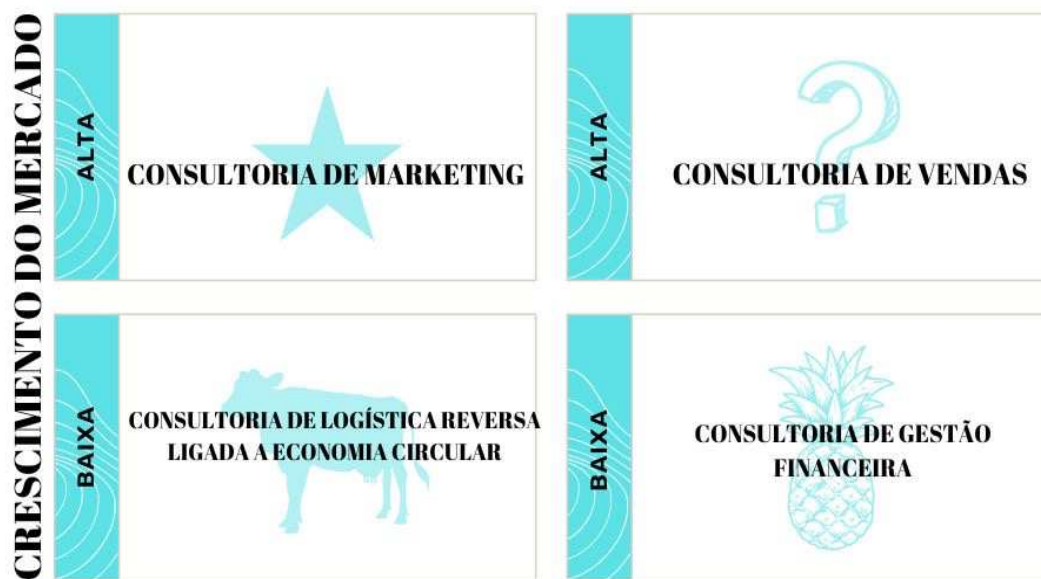 CRESCIMENTO DO MERCADO
ALTA
CONSULTORIA DE MARKETING
ALTA
CONSULTORIA DE VENDAS
BAIXA
CONSULTORIA DE LOGÍSTICA REVERSA
LIGADA A ECONOMIA CIRCULAR
BAIXA
CONSULTORIA DE GESTÃO
FINANCEIRA